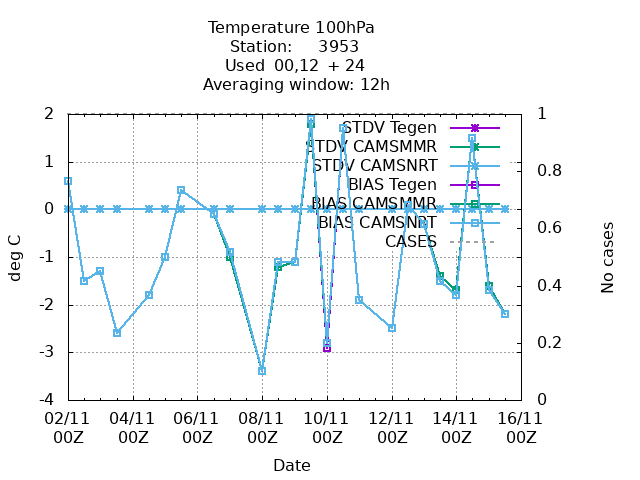 Temperature 100hPa
Station: 3953
Used 00,12 + 24
Averaging window: 12h
2
1
0
-1
-2
-3
-4
1
0.8
0.6
0.4
0.2
0
deg C
No cases
STDV Tegen
STDV CAMSMMR
STDV CAMSNRT
BIAS Tegen
BIAS CAMSMMR
BIAS CAMSNRT
CASES
02/11 04/11 06/11 08/11 10/11 12/11 14/11 16/11
00Z 00Z 00Z 00Z 00Z 00Z 00Z 00Z
Date